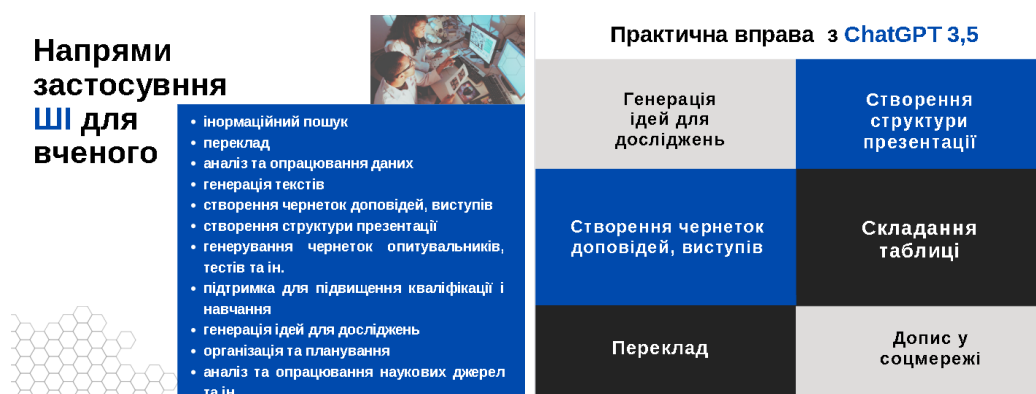 Напрями
застосувння
ШІ для
вченого
• інормаційний пошук
• переклад
• аналіз та опрацювання даних
• генерація текстів
• створення чернеток доповідей, виступів
• створення структури презентації
• генерування чернеток опитувальників,
тестів та ін.
• підтримка для підвищення кваліфікації і
навчання
• генерація ідей для досліджень
• організація та планування
• аналіз та опрацювання наукових джерел
та ін.
Практична вправа з ChatGPT 3,5
Генерація
ідей для
досліджень
Створення
структури
презентації
Створення чернеток
доповідей, виступів
Складання
таблиці
Переклад
Допис у
соцмережі